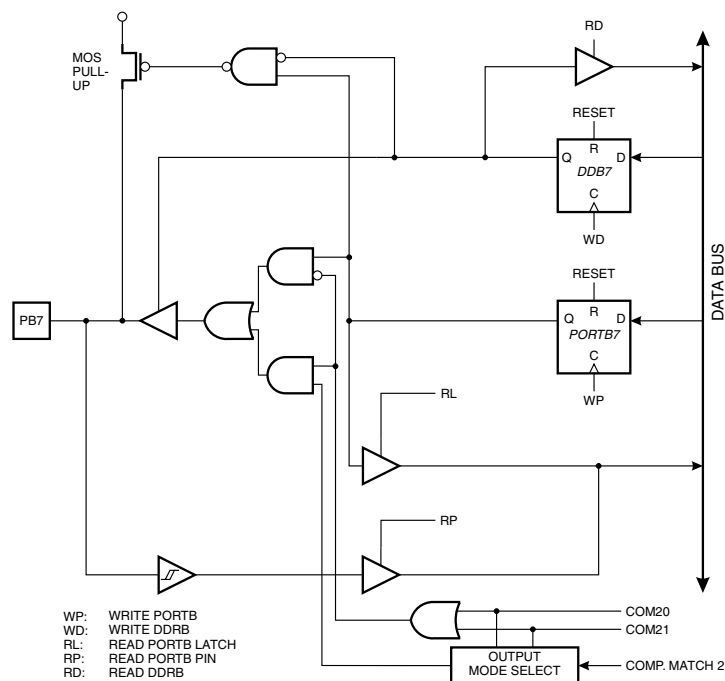 RD
MOS
PULL-
UP
RESET
R
Q
D
DDB7
C
WD
DATA BUS
RESET
R
Q
D
PORTB7
C
WP
PB7
RL
RP
WP: WRITE PORTB
WD: WRITE DDRB
RL: READ PORTB LATCH
RP: READ PORTB PIN
RD: READ DDRB
COM20
COM21
OUTPUT
MODE SELECT
COMP. MATCH 2